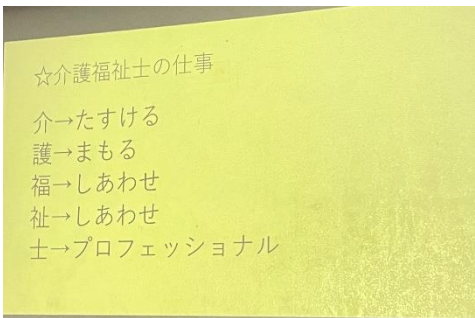 ☆介護福祉士の仕事
介→たすける
護→まもる
福→しあわせ
祉→しあわせ
士→プロフェッショナル